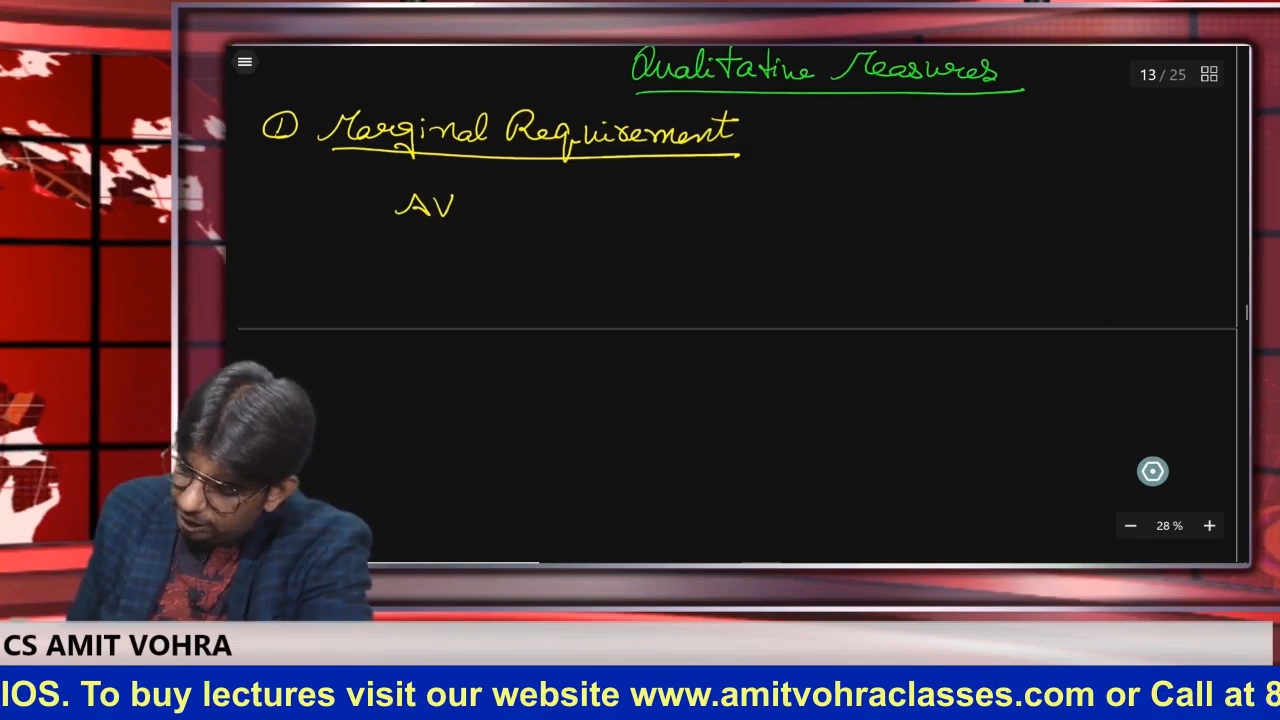 Qualitative Measures
13 / 25
① Marginal Requirement
AV
28 %
CS AMIT VOHRA
IOS. To buy lectures visit our website www.amitvohraclasses.com or Call at 8